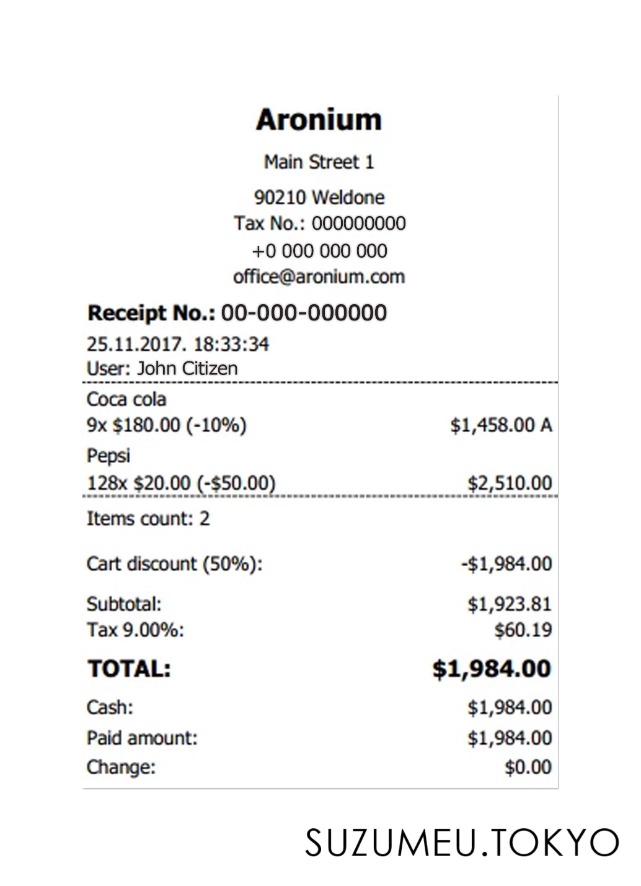 Aronium
Main Street 1
90210 Weldone
Tax No.: 000000000
+0 000 000 000
office@aronium.com
Receipt No.: 00-000-000000
25.11.2017. 18:33:34
User: John Citizen
Coca cola
9x $180.00 (-10%) $1,458.00 A
Pepsi
128x $20.00 (-$50.00) $2,510.00
Items count: 2
Cart discount (50%): -$1,984.00
Subtotal: $1,923.81
Tax 9.00%: $60.19
TOTAL: $1,984.00
Cash: $1,984.00
Paid amount: $1,984.00
Change: $0.00
SUZUMEU.TOKYO